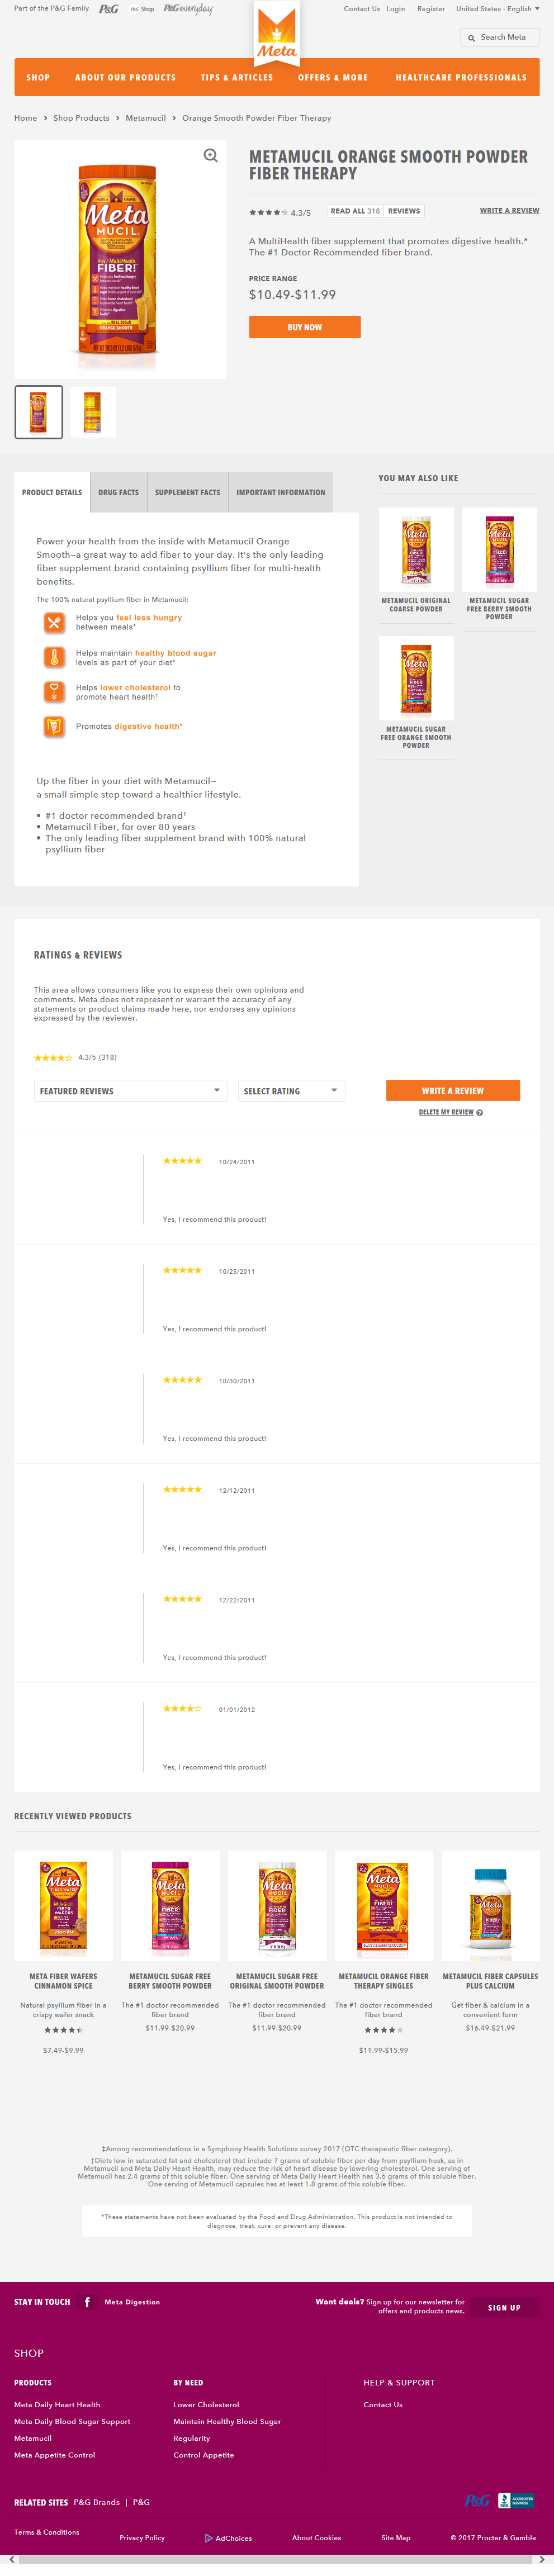 Part of the P&G Family P&G P&G Shop P&G everyday
Contact Us Login Register United States - English
Meta
Search Meta
SHOP ABOUT OUR PRODUCTS TIPS & ARTICLES OFFERS & MORE HEALTHCARE PROFESSIONALS
Home > Shop Products > Metamucil > Orange Smooth Powder Fiber Therapy
Meta
MUCIL
4-in-1 MultiHealth
FIBER!
REAL SUGAR
ORANGE SMOOTH
METAMUCIL ORANGE SMOOTH POWDER
FIBER THERAPY
4.3/5 READ ALL 318 REVIEWS WRITE A REVIEW
A MultiHealth fiber supplement that promotes digestive health.*
The #1 Doctor Recommended fiber brand.
PRICE RANGE
$10.49-$11.99
BUY NOW
PRODUCT DETAILS DRUG FACTS SUPPLEMENT FACTS IMPORTANT INFORMATION
Power your health from the inside with Metamucil Orange
Smooth—a great way to add fiber to your day. It's the only leading
fiber supplement brand containing psyllium fiber for multi-health
benefits.
The 100% natural psyllium fiber in Metamucil:
Helps you feel less hungry
between meals*
Helps maintain healthy blood sugar
levels as part of your diet*
Helps lower cholesterol to
promote heart health†
Promotes digestive health*
Up the fiber in your diet with Metamucil—
a small simple step toward a healthier lifestyle.
• #1 doctor recommended brand‡
• Metamucil Fiber, for over 80 years
• The only leading fiber supplement brand with 100% natural
psyllium fiber
YOU MAY ALSO LIKE
METAMUCIL ORIGINAL
COARSE POWDER
METAMUCIL SUGAR
FREE BERRY SMOOTH
POWDER
METAMUCIL SUGAR
FREE ORANGE SMOOTH
POWDER
RATINGS & REVIEWS
This area allows consumers like you to express their own opinions and
comments. Meta does not represent or warrant the accuracy of any
statements or product claims made here, nor endorses any opinions
expressed by the reviewer.
4.3/5 (318)
FEATURED REVIEWS SELECT RATING WRITE A REVIEW
DELETE MY REVIEW ?
10/24/2011
Yes, I recommend this product!
10/25/2011
Yes, I recommend this product!
10/30/2011
Yes, I recommend this product!
12/12/2011
Yes, I recommend this product!
12/22/2011
Yes, I recommend this product!
01/01/2012
Yes, I recommend this product!
RECENTLY VIEWED PRODUCTS
META FIBER WAFERS
CINNAMON SPICE
Natural psyllium fiber in a
crispy wafer snack
$7.49-$9.99
METAMUCIL SUGAR FREE
BERRY SMOOTH POWDER
The #1 doctor recommended
fiber brand
$11.99-$20.99
METAMUCIL SUGAR FREE
ORIGINAL SMOOTH POWDER
The #1 doctor recommended
fiber brand
$11.99-$20.99
METAMUCIL ORANGE FIBER
THERAPY SINGLES
The #1 doctor recommended
fiber brand
$11.99-$15.99
METAMUCIL FIBER CAPSULES
PLUS CALCIUM
Get fiber & calcium in a
convenient form
$16.49-$21.99
‡Among recommendations in a Symphony Health Solutions survey 2017 (OTC therapeutic fiber category).
†Diets low in saturated fat and cholesterol that include 7 grams of soluble fiber per day from psyllium husk, as in
Metamucil and Meta Daily Heart Health, may reduce the risk of heart disease by lowering cholesterol. One serving of
Metamucil has 2.4 grams of this soluble fiber. One serving of Meta Daily Heart Health has 3.6 grams of this soluble fiber.
One serving of Metamucil capsules has at least 1.8 grams of this soluble fiber.
*These statements have not been evaluated by the Food and Drug Administration. This product is not intended to
diagnose, treat, cure, or prevent any disease.
STAY IN TOUCH f Meta Digestion
Want deals? Sign up for our newsletter for
offers and products news.
SIGN UP
SHOP
PRODUCTS
Meta Daily Heart Health
Meta Daily Blood Sugar Support
Metamucil
Meta Appetite Control
BY NEED
Lower Cholesterol
Maintain Healthy Blood Sugar
Regularity
Control Appetite
HELP & SUPPORT
Contact Us
RELATED SITES P&G Brands | P&G
P&G BBB ACCREDITED BUSINESS
Terms & Conditions Privacy Policy AdChoices About Cookies Site Map © 2017 Procter & Gamble